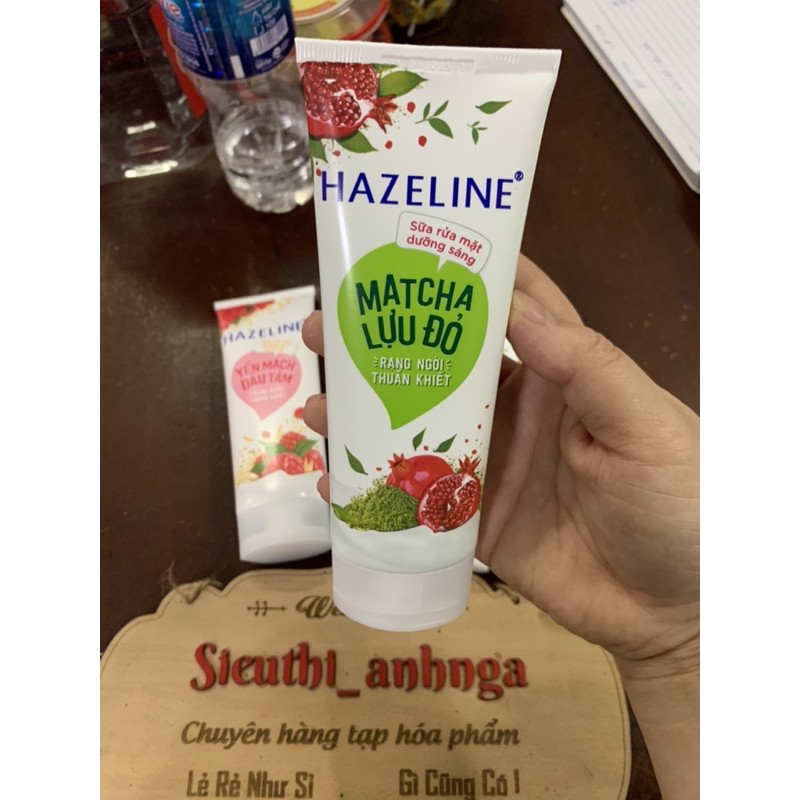 HAZELINE®
Sữa rửa mặt
dưỡng sáng
MATCHA
LỰU ĐỎ
RẠNG NGỜI
THUẦN KHIẾT
HAZELINE
YẾN MẠCH
DÂU TẰM
Sieuthi_anhnga
Chuyên hàng tạp hóa phẩm
Lẻ Rẻ Như Sỉ
Gì Cũng Có !